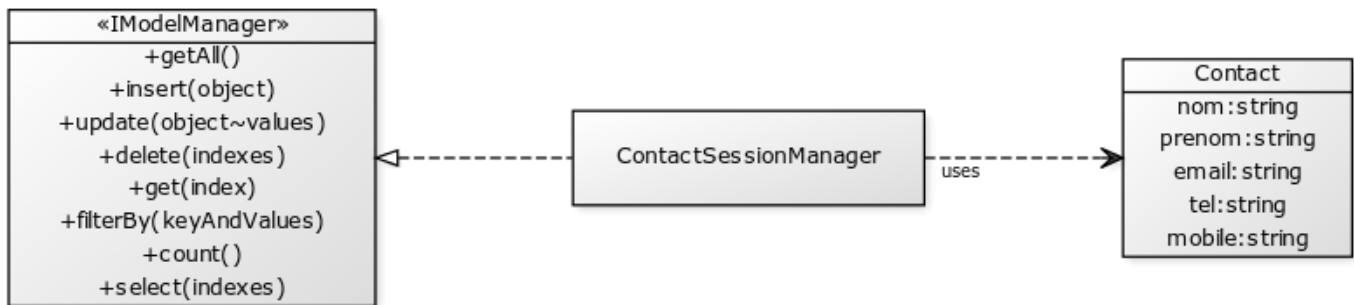 «IModelManager»
+getAll()
+insert(object)
+update(object~values)
+delete(indexes)
+get(index)
+filterBy(keyAndValues)
+count()
+select(indexes)
ContactSessionManager
uses
Contact
nom:string
prenom:string
email:string
tel:string
mobile:string